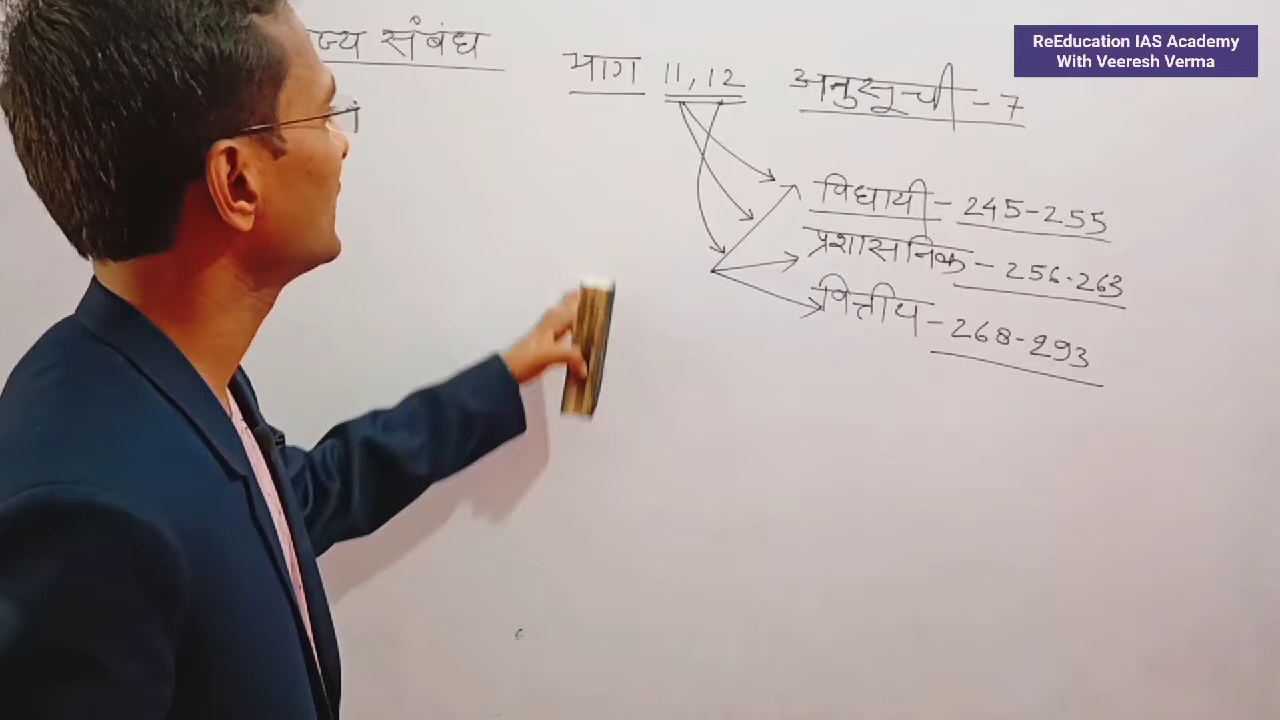 संबंध
भाग 11, 12 अनुसूची - 7
विधायी - 245-255
प्रशासनिक - 256-263
वित्तीय - 268-293
ReEducation IAS Academy
With Veeresh Verma